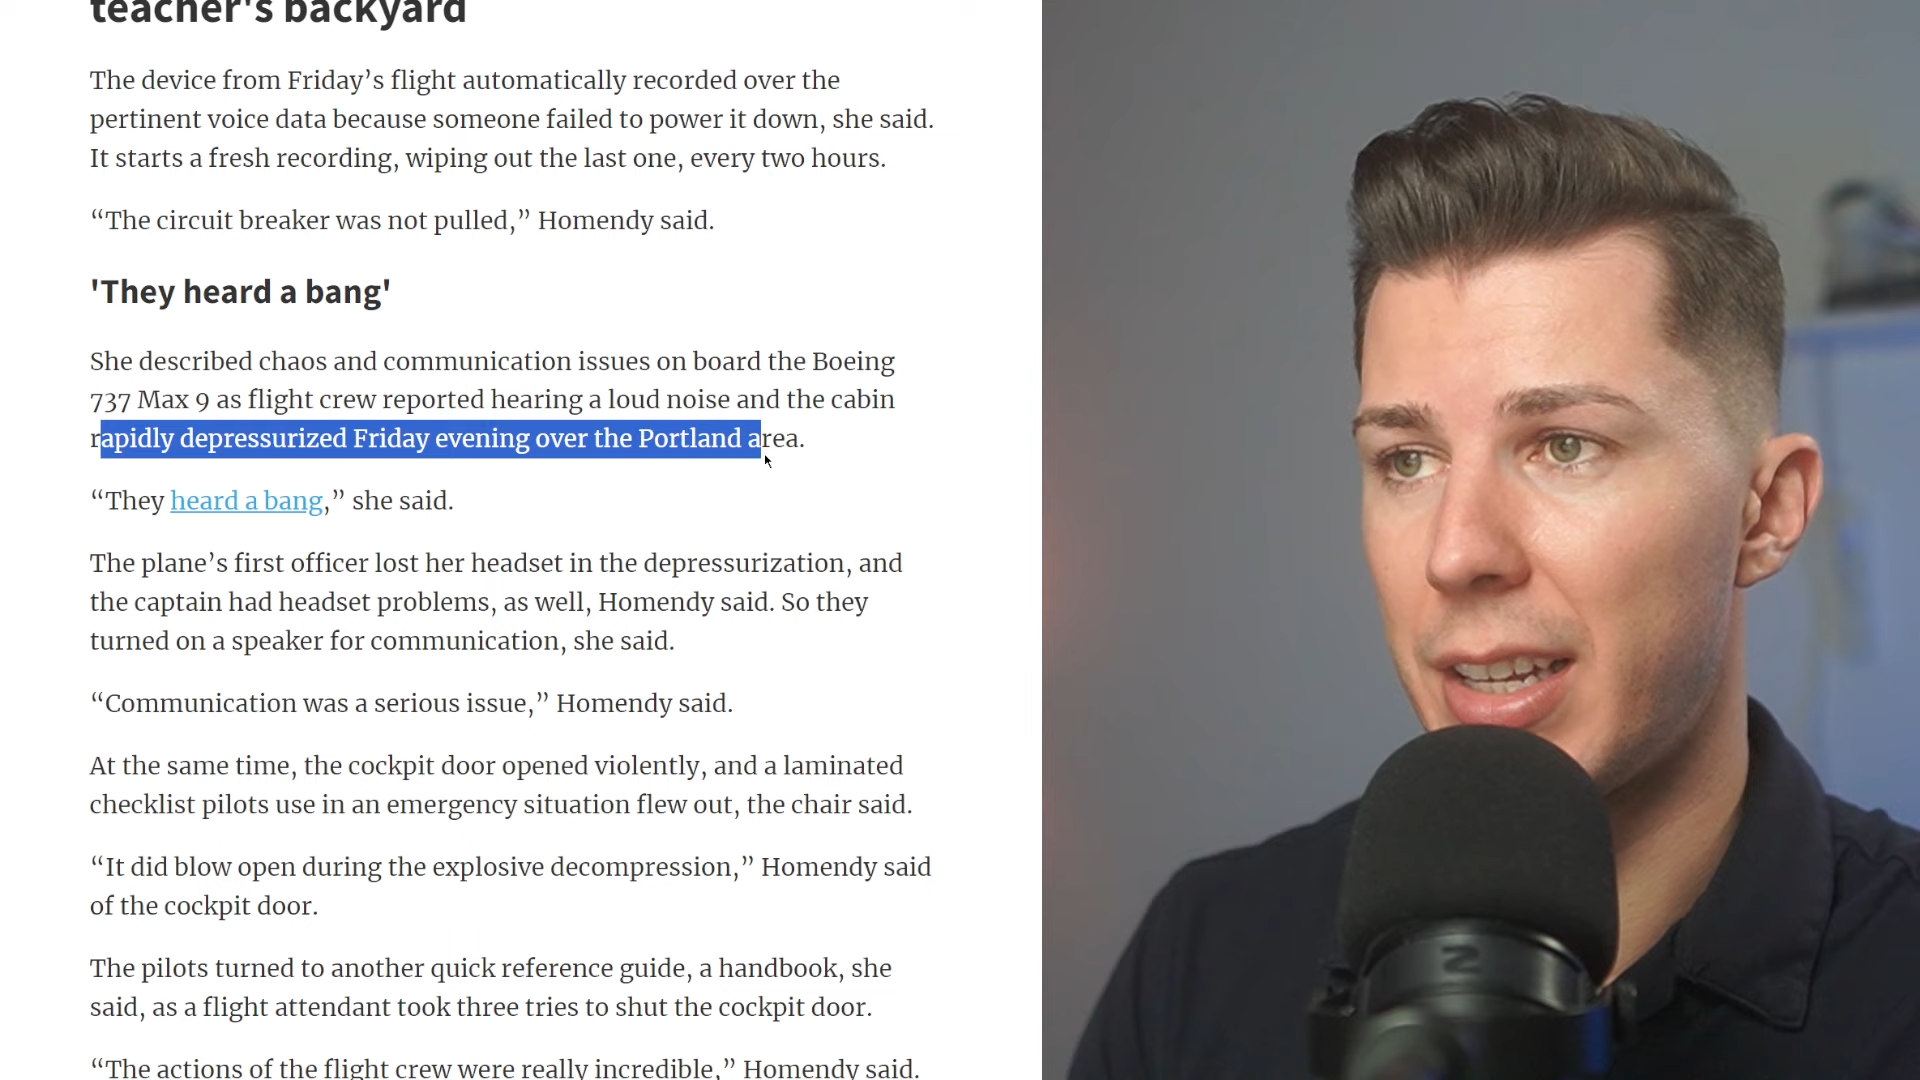 teacher's backyard
The device from Friday’s flight automatically recorded over the
pertinent voice data because someone failed to power it down, she said.
It starts a fresh recording, wiping out the last one, every two hours.
“The circuit breaker was not pulled,” Homendy said.
'They heard a bang'
She described chaos and communication issues on board the Boeing
737 Max 9 as flight crew reported hearing a loud noise and the cabin
rapidly depressurized Friday evening over the Portland area.
“They heard a bang,” she said.
The plane’s first officer lost her headset in the depressurization, and
the captain had headset problems, as well, Homendy said. So they
turned on a speaker for communication, she said.
“Communication was a serious issue,” Homendy said.
At the same time, the cockpit door opened violently, and a laminated
checklist pilots use in an emergency situation flew out, the chair said.
“It did blow open during the explosive decompression,” Homendy said
of the cockpit door.
The pilots turned to another quick reference guide, a handbook, she
said, as a flight attendant took three tries to shut the cockpit door.
“The actions of the flight crew were really incredible,” Homendy said.